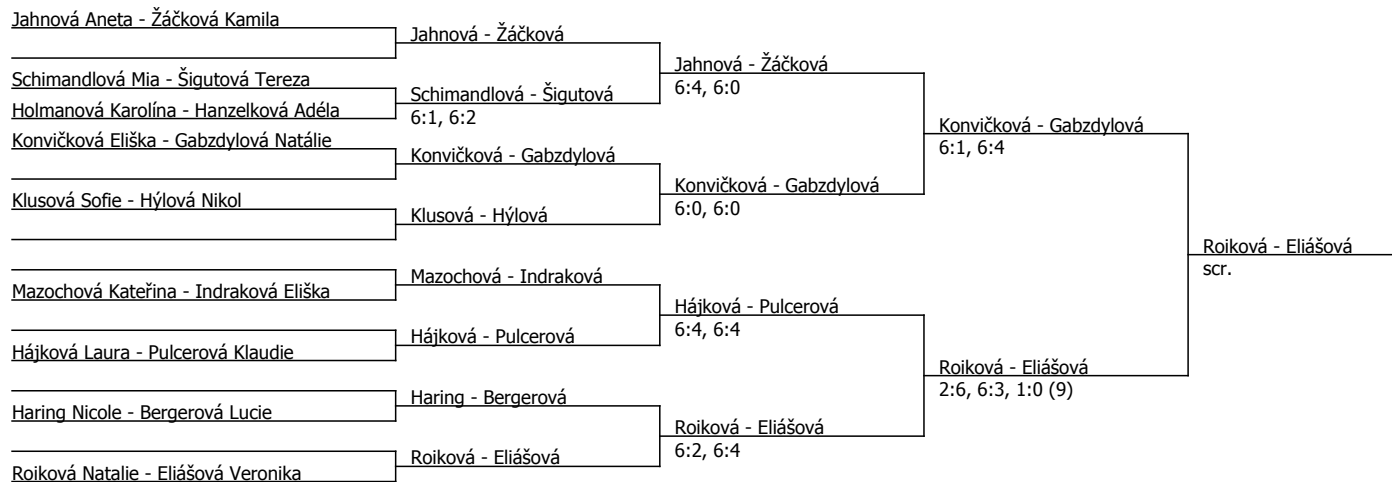 Jahnová Aneta - Žáčková Kamila
Schimandlová Mia - Šigutová Tereza
Holmanová Karolína - Hanzelková Adéla
Konvičková Eliška - Gabzdylová Natálie
Klusová Sofie - Hýlová Nikol
Mazochová Kateřina - Indraková Eliška
Hájková Laura - Pulcerová Klaudie
Haring Nicole - Bergerová Lucie
Roiková Natalie - Eliášová Veronika
Jahnová - Žáčková
Schimandlová - Šigutová
6:1, 6:2
Konvičková - Gabzdylová
Klusová - Hýlová
Mazochová - Indraková
Hájková - Pulcerová
Haring - Bergerová
Roiková - Eliášová
Jahnová - Žáčková
6:4, 6:0
Konvičková - Gabzdylová
6:0, 6:0
Hájková - Pulcerová
6:4, 6:4
Roiková - Eliášová
6:2, 6:4
Konvičková - Gabzdylová
6:1, 6:4
Roiková - Eliášová
2:6, 6:3, 1:0 (9)
Roiková - Eliášová
scr.